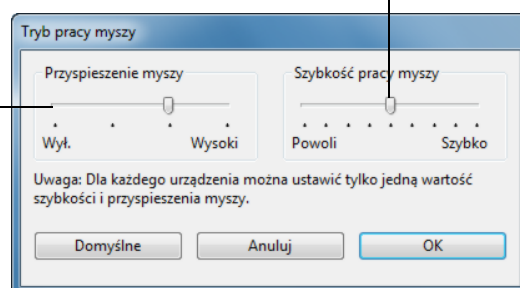 Tryb pracy myszy
Przyspieszenie myszy
Wył.
Wysoki
Szybkość pracy myszy
Powoli
Szybko
Uwaga: Dla każdego urządzenia można ustawić tylko jedną wartość
szybkości i przyspieszenia myszy.
Domyślne
Anuluj
OK